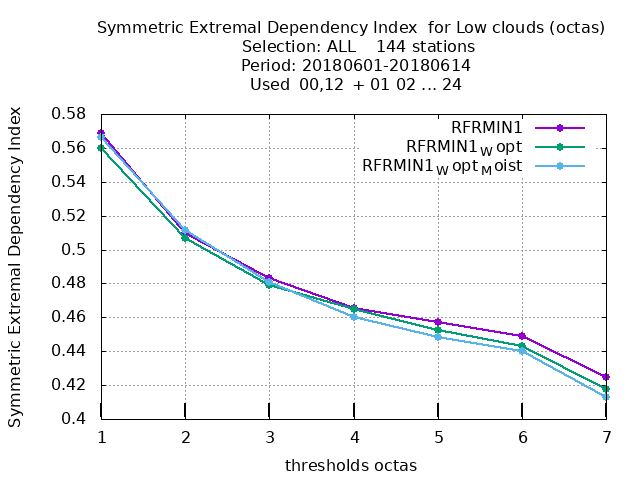 Symmetric Extremal Dependency Index  for Low clouds (octas)
Selection: ALL    144 stations
Period: 20180601-20180614
Used  00,12  + 01 02 ... 24
Symmetric Extremal Dependency Index
0.58
0.56
0.54
0.52
0.5
0.48
0.46
0.44
0.42
0.4
RFRMIN1
RFRMIN1Wopt
RFRMIN1WoptMoist
1 2 3 4 5 6 7
thresholds octas